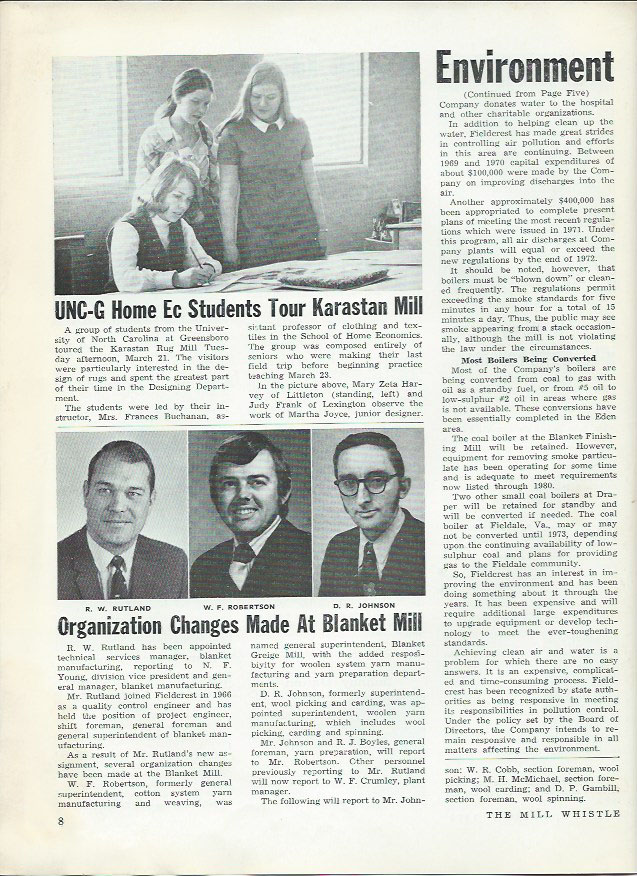 UNC-G Home Ec Students Tour Karastan Mill
A group of students from the Univer-
sity of North Carolina at Greensboro
toured the Karastan Rug Mill Tues-
day afternoon, March 21. The visitors
were particularly interested in the de-
sign of rugs and spent the greatest part
of their time in the Designing Depart-
ment.
The students were led by their in-
structor, Mrs. Frances Buchanan, as-
sistant professor of clothing and tex-
tiles in the School of Home Economics.
The group was composed entirely of
seniors who were making their last
field trip before beginning practice
teaching March 23.
In the picture above, Mary Zeta Har-
vey of Littleton (standing, left) and
Judy Frank of Lexington observe the
work of Martha Joyce, junior designer.
R. W. RUTLAND
W. F. ROBERTSON
D. R. JOHNSON
Organization Changes Made At Blanket Mill
R. W. Rutland has been appointed
technical services manager, blanket
manufacturing, reporting to N. F.
Young, division vice president and gen-
eral manager, blanket manufacturing.
Mr. Rutland joined Fieldcrest in 1966
as a quality control engineer and has
held the position of project engineer,
shift foreman, general foreman and
general superintendent of blanket man-
ufacturing.
As a result of Mr. Rutland's new as-
signment, several organization changes
have been made at the Blanket Mill.
W. F. Robertson, formerly general
superintendent, cotton system yarn
manufacturing and weaving, was
named general superintendent, Blanket
Greige Mill, with the added resposi-
biyity for woolen system yarn manu-
facturing and yarn preparation depart-
ments.
D. R. Johnson, formerly superintend-
ent, wool picking and carding, was ap-
pointed superintendent, woolen yarn
manufacturing, which includes wool
picking, carding and spinning.
Mr. Johnson and R. J. Boyles, general
foreman, yarn preparation, will report
to Mr. Robertson. Other personnel
previously reporting to Mr. Rutland
will now report to W. F. Crumley, plant
manager.
The following will report to Mr. John-
Environment
(Continued from Page Five)
Company donates water to the hospital
and other charitable organizations.
In addition to helping clean up the
water, Fieldcrest has made great strides
in controlling air pollution and efforts
in this area are continuing. Between
1969 and 1970 capital expenditures of
about $100,000 were made by the Com-
pany on improving discharges into the
air.
Another approximately $400,000 has
been appropriated to complete present
plans of meeting the most recent regula-
tions which were issued in 1971. Under
this program, all air discharges at Com-
pany plants will equal or exceed the
new regulations by the end of 1972.
It should be noted, however, that
boilers must be "blown down" or clean-
ed frequently. The regulations permit
exceeding the smoke standards for five
minutes in any hour for a total of 15
minutes a day. Thus, the public may see
smoke appearing from a stack occasion-
ally, although the mill is not violating
the law under the circumstances.
Most Boilers Being Converted
Most of the Company's boilers are
being converted from coal to gas with
oil as a standby fuel, or from #5 oil to
low-sulphur #2 oil in areas where gas
is not available. These conversions have
been essentially completed in the Eden
area.
The coal boiler at the Blanket Finish-
ing Mill will be retained. However,
equipment for removing smoke particu-
late has been operating for some time
and is adequate to meet requirements
now listed through 1980.
Two other small coal boilers at Dra-
per will be retained for standby and
will be converted if needed. The coal
boiler at Fieldale, Va., may or may
not be converted until 1973, depending
upon the continuing availability of low-
sulphur coal and plans for providing
gas to the Fieldale community.
So, Fieldcrest has an interest in im-
proving the environment and has been
doing something about it through the
years. It has been expensive and will
require additional large expenditures
to upgrade equipment or develop tech-
nology to meet the ever-toughening
standards.
Achieving clean air and water is a
problem for which there are no easy
answers. It is an expensive, complicat-
ed and time-consuming process. Field-
crest has been recognized by state auth-
orities as being responsive in meeting
its responsibilities in pollution control.
Under the policy set by the Board of
Directors, the Company intends to re-
main responsive and responsible in all
matters affecting the environment.
son: W. R. Cobb, section foreman, wool
picking; M. H. McMichael, section fore-
man, wool carding; and D. P. Gambill,
section foreman, wool spinning.
8
THE MILL WHISTLE